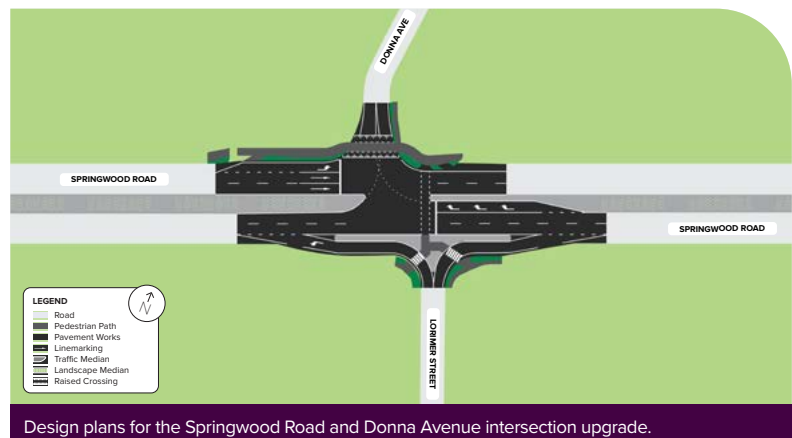 DONNA AVE
SPRINGWOOD ROAD
SPRINGWOOD ROAD
LORIMER STREET
LEGEND
N
Road
Pedestrian Path
Pavement Works
Linemarking
Traffic Median
Landscape Median
Raised Crossing
Design plans for the Springwood Road and Donna Avenue intersection upgrade.